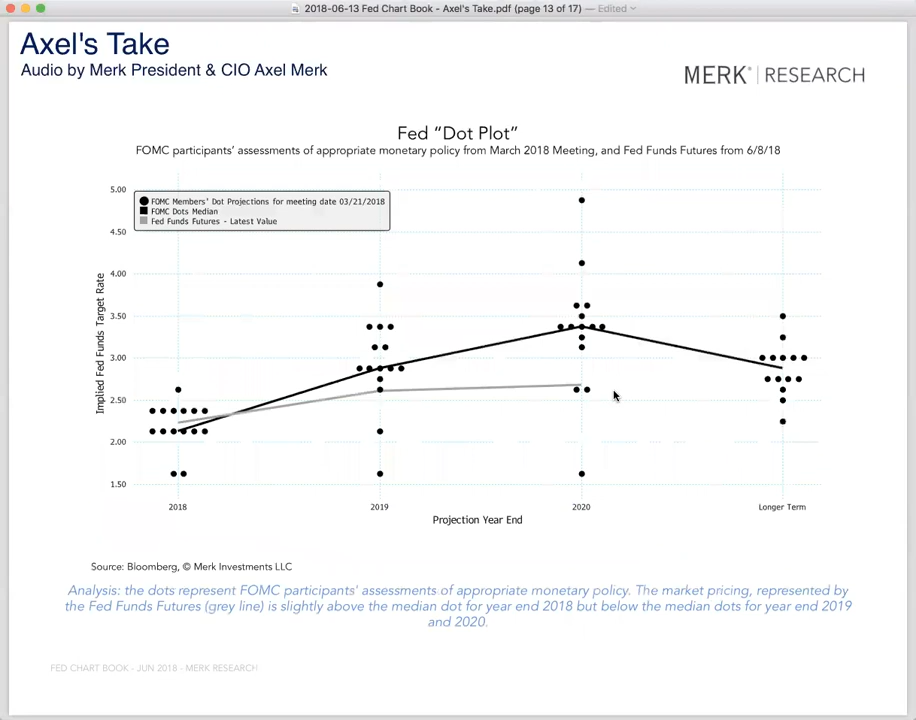 2018-06-13 Fed Chart Book - Axel's Take.pdf (page 13 of 17) — Edited
Axel's Take
Audio by Merk President & CIO Axel Merk
MERK® | RESEARCH
Fed “Dot Plot”
FOMC participants’ assessments of appropriate monetary policy from March 2018 Meeting, and Fed Funds Futures from 6/8/18
FOMC Members' Dot Projections for meeting date 03/21/2018
FOMC Dots Median
Fed Funds Futures - Latest Value
Implied Fed Funds Target Rate
5.00
4.50
4.00
3.50
3.00
2.50
2.00
1.50
2018 2019 2020 Longer Term
Projection Year End
Source: Bloomberg, © Merk Investments LLC
Analysis: the dots represent FOMC participants' assessments of appropriate monetary policy. The market pricing, represented by
the Fed Funds Futures (grey line) is slightly above the median dot for year end 2018 but below the median dots for year end 2019
and 2020.
FED CHART BOOK - JUN 2018 - MERK RESEARCH